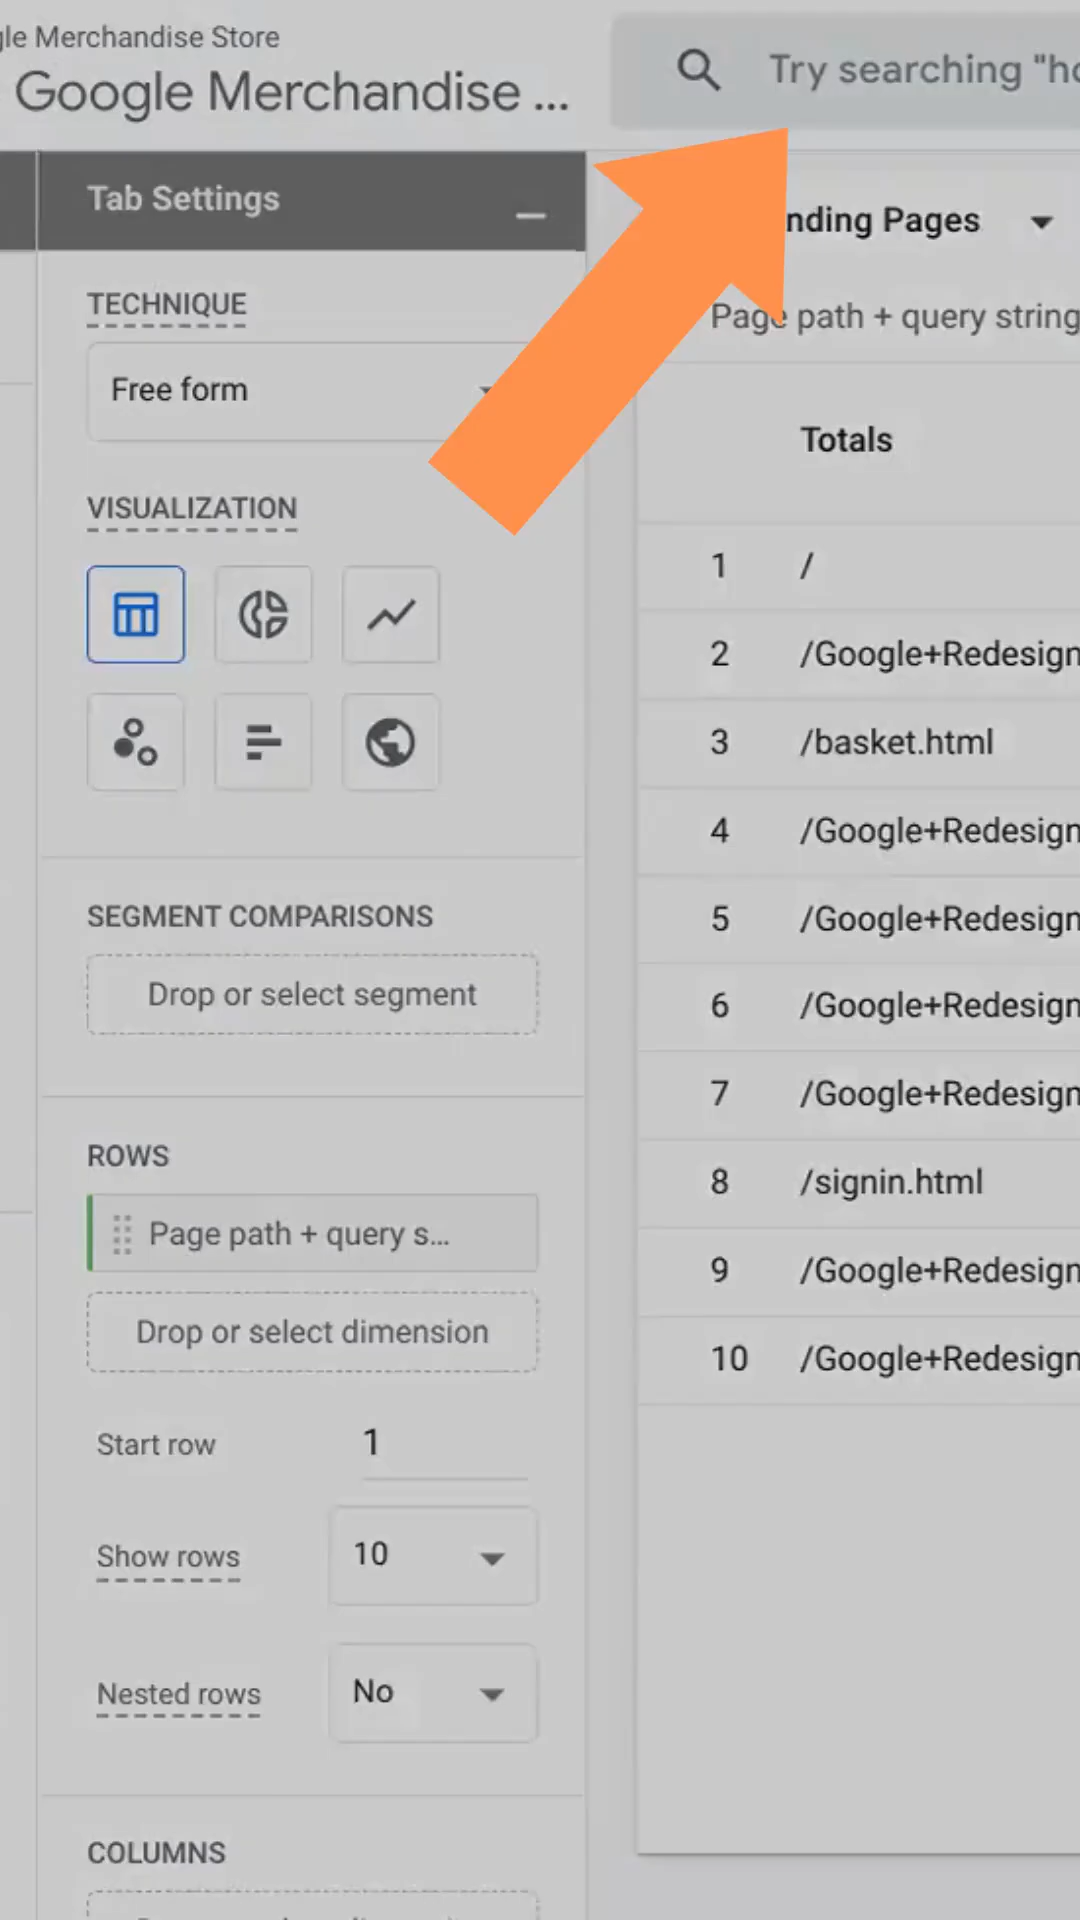 gle Merchandise Store
Google Merchandise ...
Try searching "ho
Tab Settings
nding Pages
TECHNIQUE
Page path + query string
Free form
Totals
VISUALIZATION
1 /
2 /Google+Redesign
3 /basket.html
4 /Google+Redesign
5 /Google+Redesign
6 /Google+Redesign
7 /Google+Redesign
8 /signin.html
9 /Google+Redesign
10 /Google+Redesign
SEGMENT COMPARISONS
Drop or select segment
ROWS
Page path + query s...
Drop or select dimension
Start row 1
Show rows 10
Nested rows No
COLUMNS